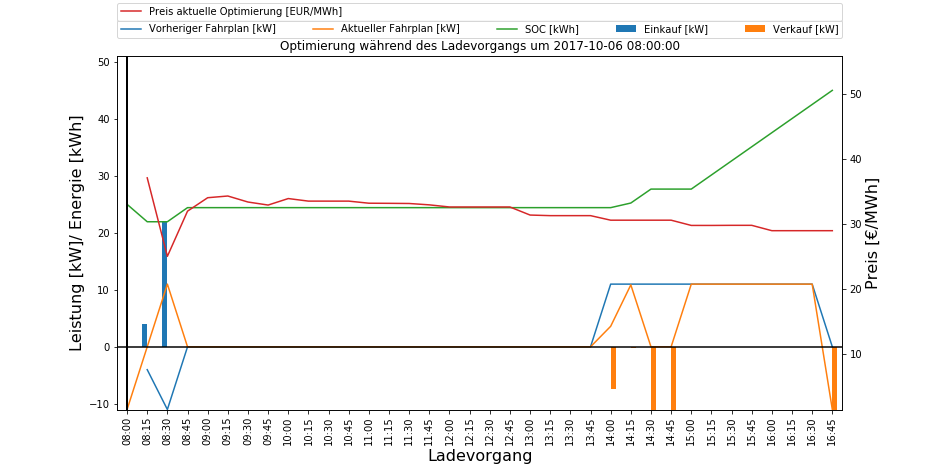 Preis aktuelle Optimierung [EUR/MWh]
Vorheriger Fahrplan [kW] Aktueller Fahrplan [kW] SOC [kWh] Einkauf [kW] Verkauf [kW]
Optimierung während des Ladevorgangs um 2017-10-06 08:00:00
Leistung [kW]/ Energie [kWh]
50
40
30
20
10
0
−10
50
40
30
20
10
Preis [€/MWh]
08:00 08:15 08:30 08:45 09:00 09:15 09:30 09:45 10:00 10:15 10:30 10:45 11:00 11:15 11:30 11:45 12:00 12:15 12:30 12:45 13:00 13:15 13:30 13:45 14:00 14:15 14:30 14:45 15:00 15:15 15:30 15:45 16:00 16:15 16:30 16:45
Ladevorgang